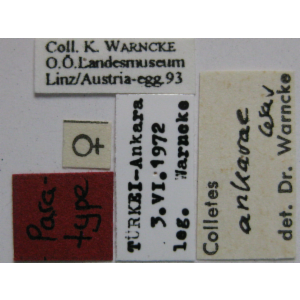 Coll. K. WARNCKE
O.Ö.Landesmuseum
Linz/Austria-egg.93
♀
Para-
type
TÜRKEI-Ankara
3.VI.1972
leg. Warncke
Colletes
ankarae
det. Dr. Warncke